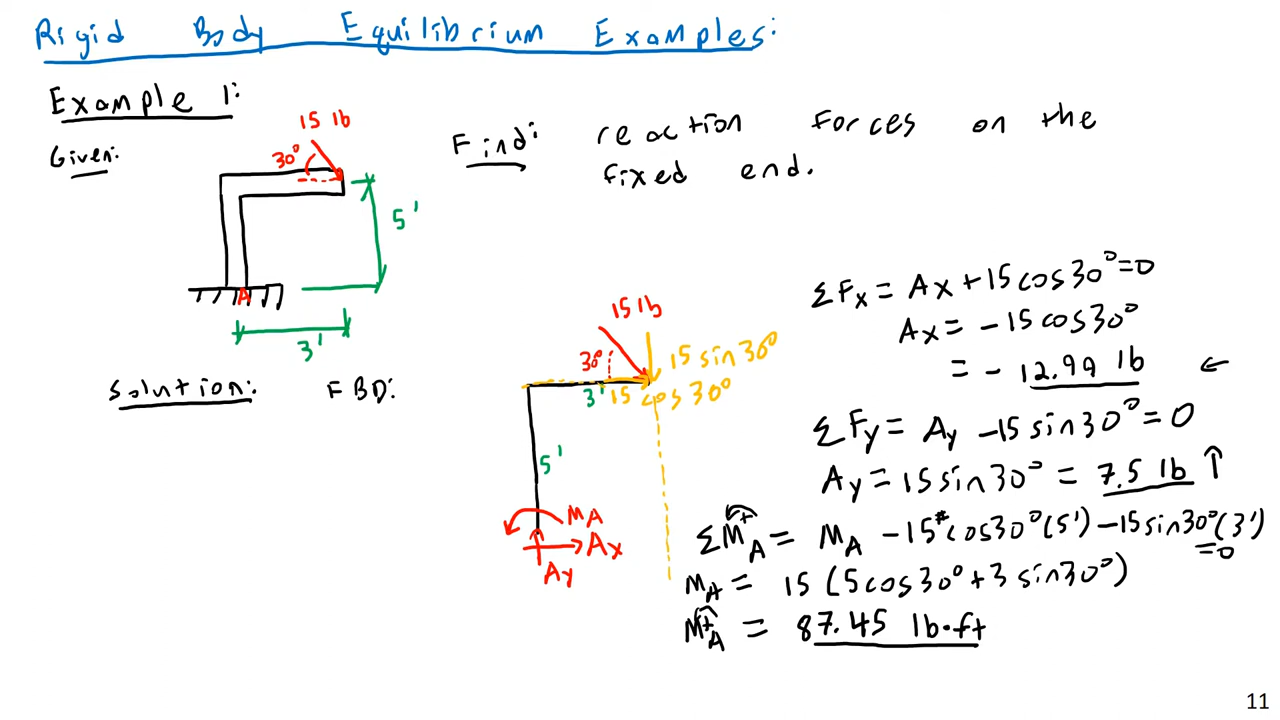 Rigid Body Equilibrium Examples:
Example 1:
Given:
15 lb
30°
5'
A
3'
Find: reaction forces on the
fixed end.
Solution: FBD:
15 lb
30°
15 sin 30°
3'
15 cos 30°
5'
MA
Ax
Ay
ΣFx = Ax + 15 cos 30° = 0
Ax = -15 cos 30°
= - 12.99 lb ←
ΣFy = Ay - 15 sin 30° = 0
Ay = 15 sin 30° = 7.5 lb ↑
ΣM+A = MA - 15# cos 30° (5') - 15 sin 30° (3')
= 0
MA = 15 (5 cos 30° + 3 sin 30°)
M+A = 87.45 lb·ft
11